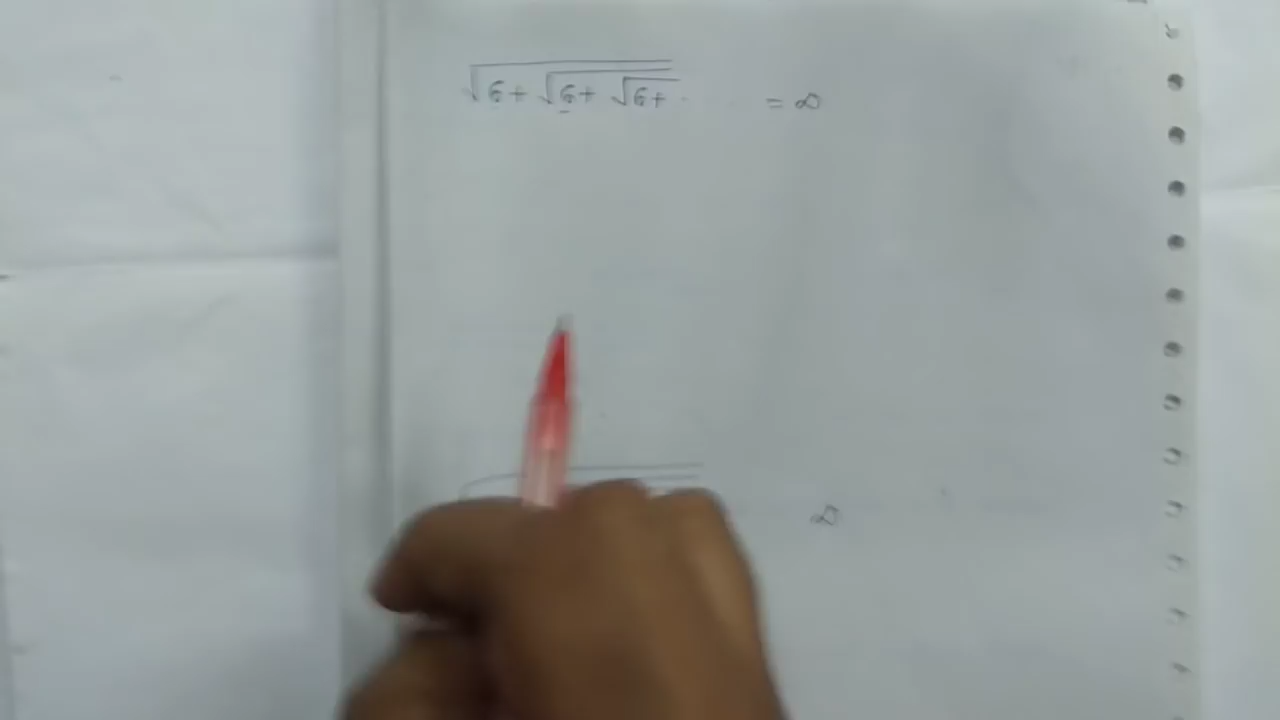 √6+ √6+ √6+ . . . = ∞
∞